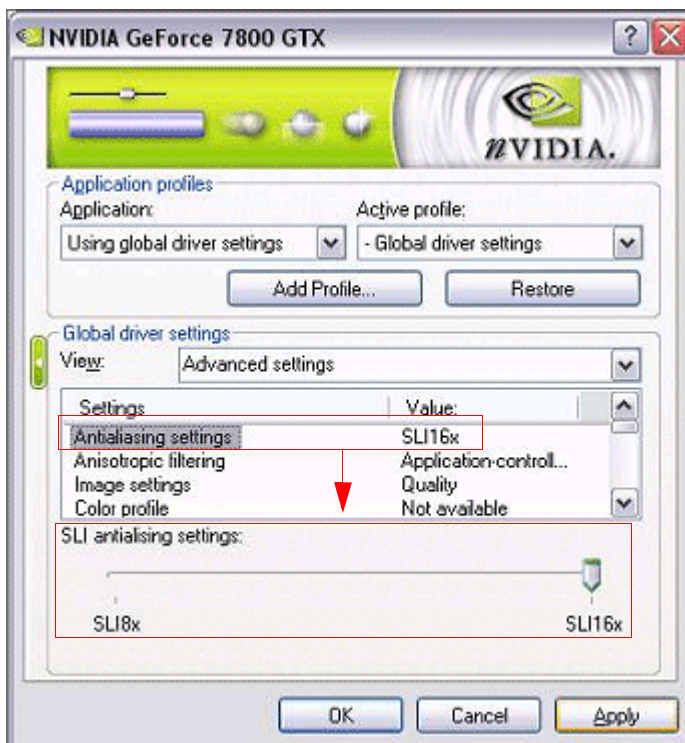 NVIDIA GeForce 7800 GTX
nVIDIA.
Application profiles
Application:
Active profile:
Using global driver settings
- Global driver settings
Add Profile...
Restore
Global driver settings
View:
Advanced settings
Settings
Value:
Antialiasing settings
SLI16x
Anisotropic filtering
Application-controll...
Image settings
Quality
Color profile
Not available
SLI antialising settings:
SLI8x
SLI16x
OK
Cancel
Apply